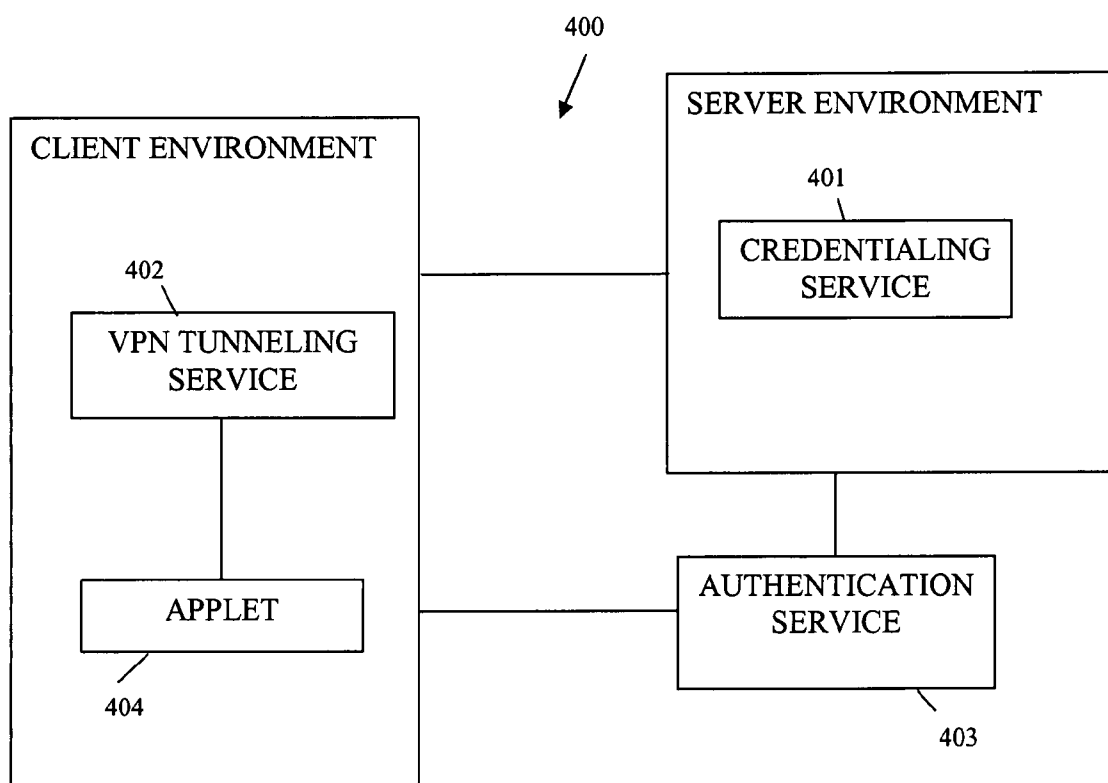 400
CLIENT ENVIRONMENT
SERVER ENVIRONMENT
401
CREDENTIALING
SERVICE
402
VPN TUNNELING
SERVICE
APPLET
404
AUTHENTICATION
SERVICE
403